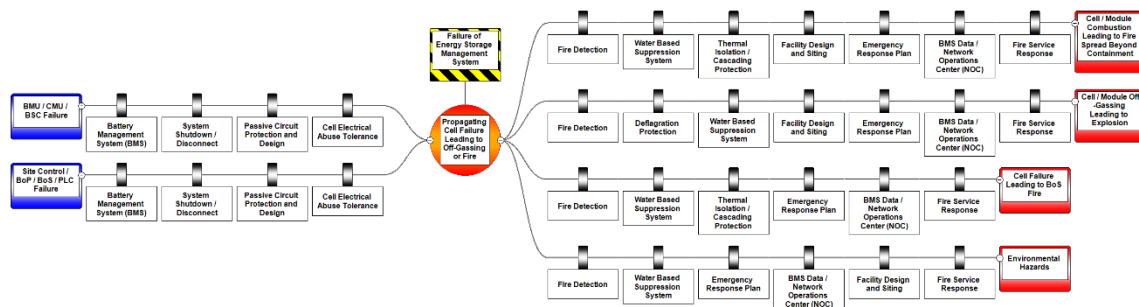 Failure of
Energy Storage
Management
System
BMU / CMU /
BSC Failure
Battery
Management
System (BMS)
System
Shutdown /
Disconnect
Passive Circuit
Protection and
Design
Cell Electrical
Abuse Tolerance
Site Control /
BoP / BoS / PLC
Failure
Battery
Management
System (BMS)
System
Shutdown /
Disconnect
Passive Circuit
Protection and
Design
Cell Electrical
Abuse Tolerance
Propagating
Cell Failure
Leading to
Off-Gassing
or Fire
Fire Detection
Water Based
Suppression
System
Thermal
Isolation /
Cascading
Protection
Facility Design
and Siting
Emergency
Response Plan
BMS Data /
Network
Operations
Center (NOC)
Fire Service
Response
Cell / Module
Combustion
Leading to Fire
Spread Beyond
Containment
Fire Detection
Deflagration
Protection
Water Based
Suppression
System
Facility Design
and Siting
Emergency
Response Plan
BMS Data /
Network
Operations
Center (NOC)
Fire Service
Response
Cell / Module Off
-Gassing
Leading to
Explosion
Fire Detection
Water Based
Suppression
System
Thermal
Isolation /
Cascading
Protection
Emergency
Response Plan
BMS Data /
Network
Operations
Center (NOC)
Fire Service
Response
Cell Failure
Leading to BoS
Fire
Fire Detection
Water Based
Suppression
System
Emergency
Response Plan
BMS Data /
Network
Operations
Center (NOC)
Facility Design
and Siting
Fire Service
Response
Environmental
Hazards